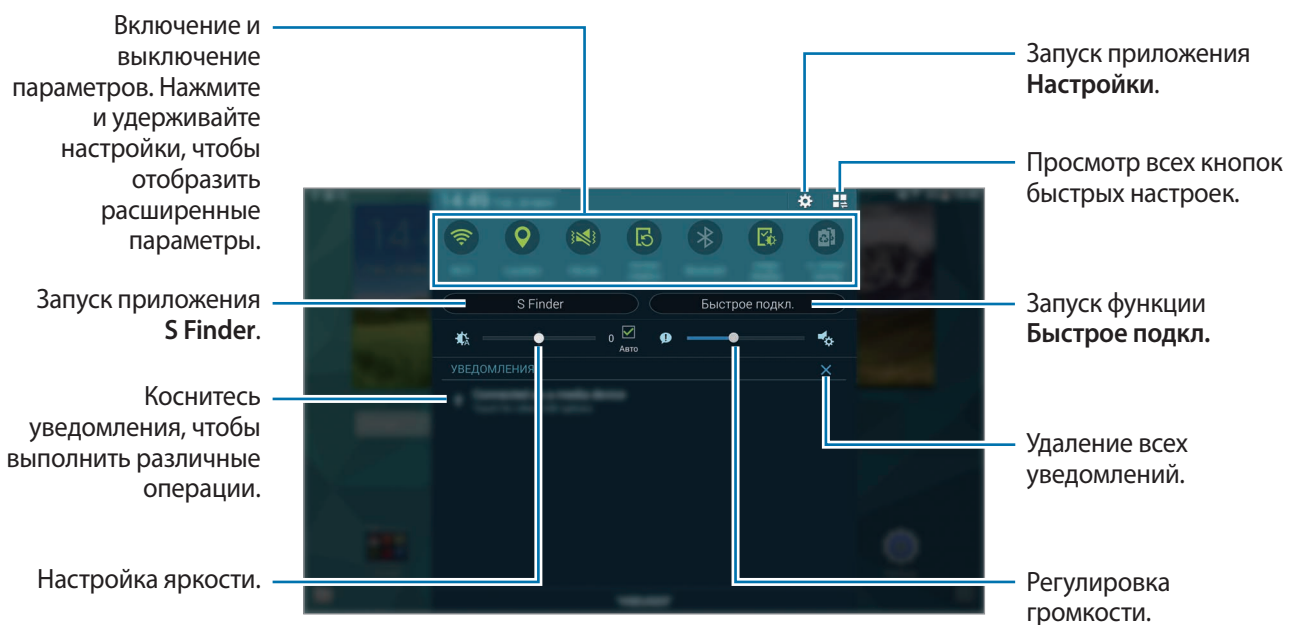 Включение и
выключение
параметров. Нажмите
и удерживайте
настройки, чтобы
отобразить
расширенные
параметры.
Запуск приложения
S Finder.
Коснитесь
уведомления, чтобы
выполнить различные
операции.
Настройка яркости.
S Finder
Быстрое подкл.
0
Авто
УВЕДОМЛЕНИЯ
Запуск приложения
Настройки.
Просмотр всех кнопок
быстрых настроек.
Запуск функции
Быстрое подкл.
Удаление всех
уведомлений.
Регулировка
громкости.